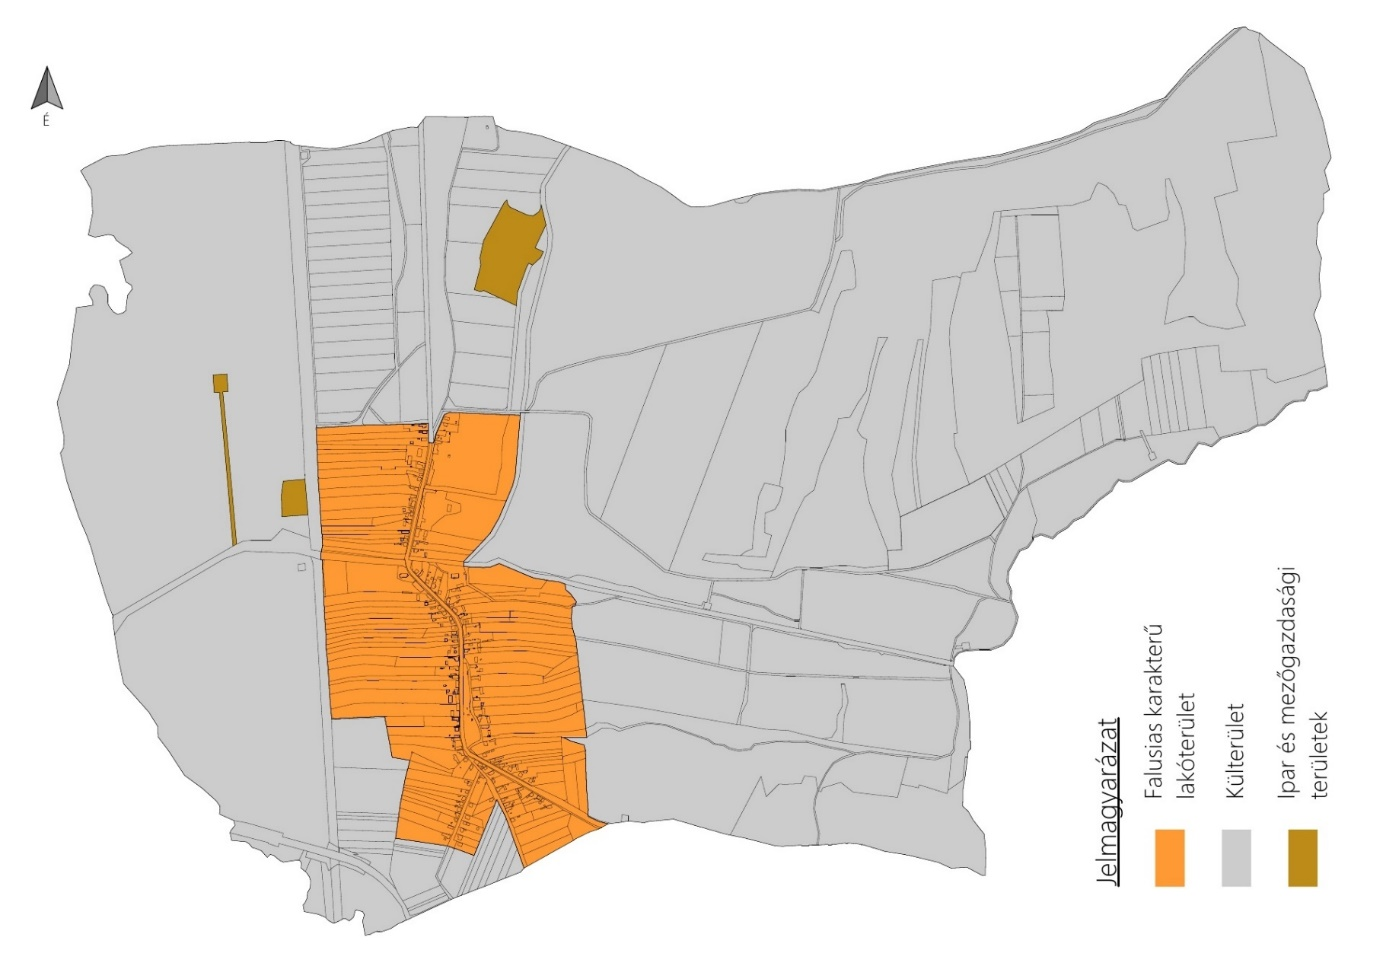 É
Jelmagyarázat
Falusias karakterű
lakóterület
Külterület
Ipar és mezőgazdasági
területek